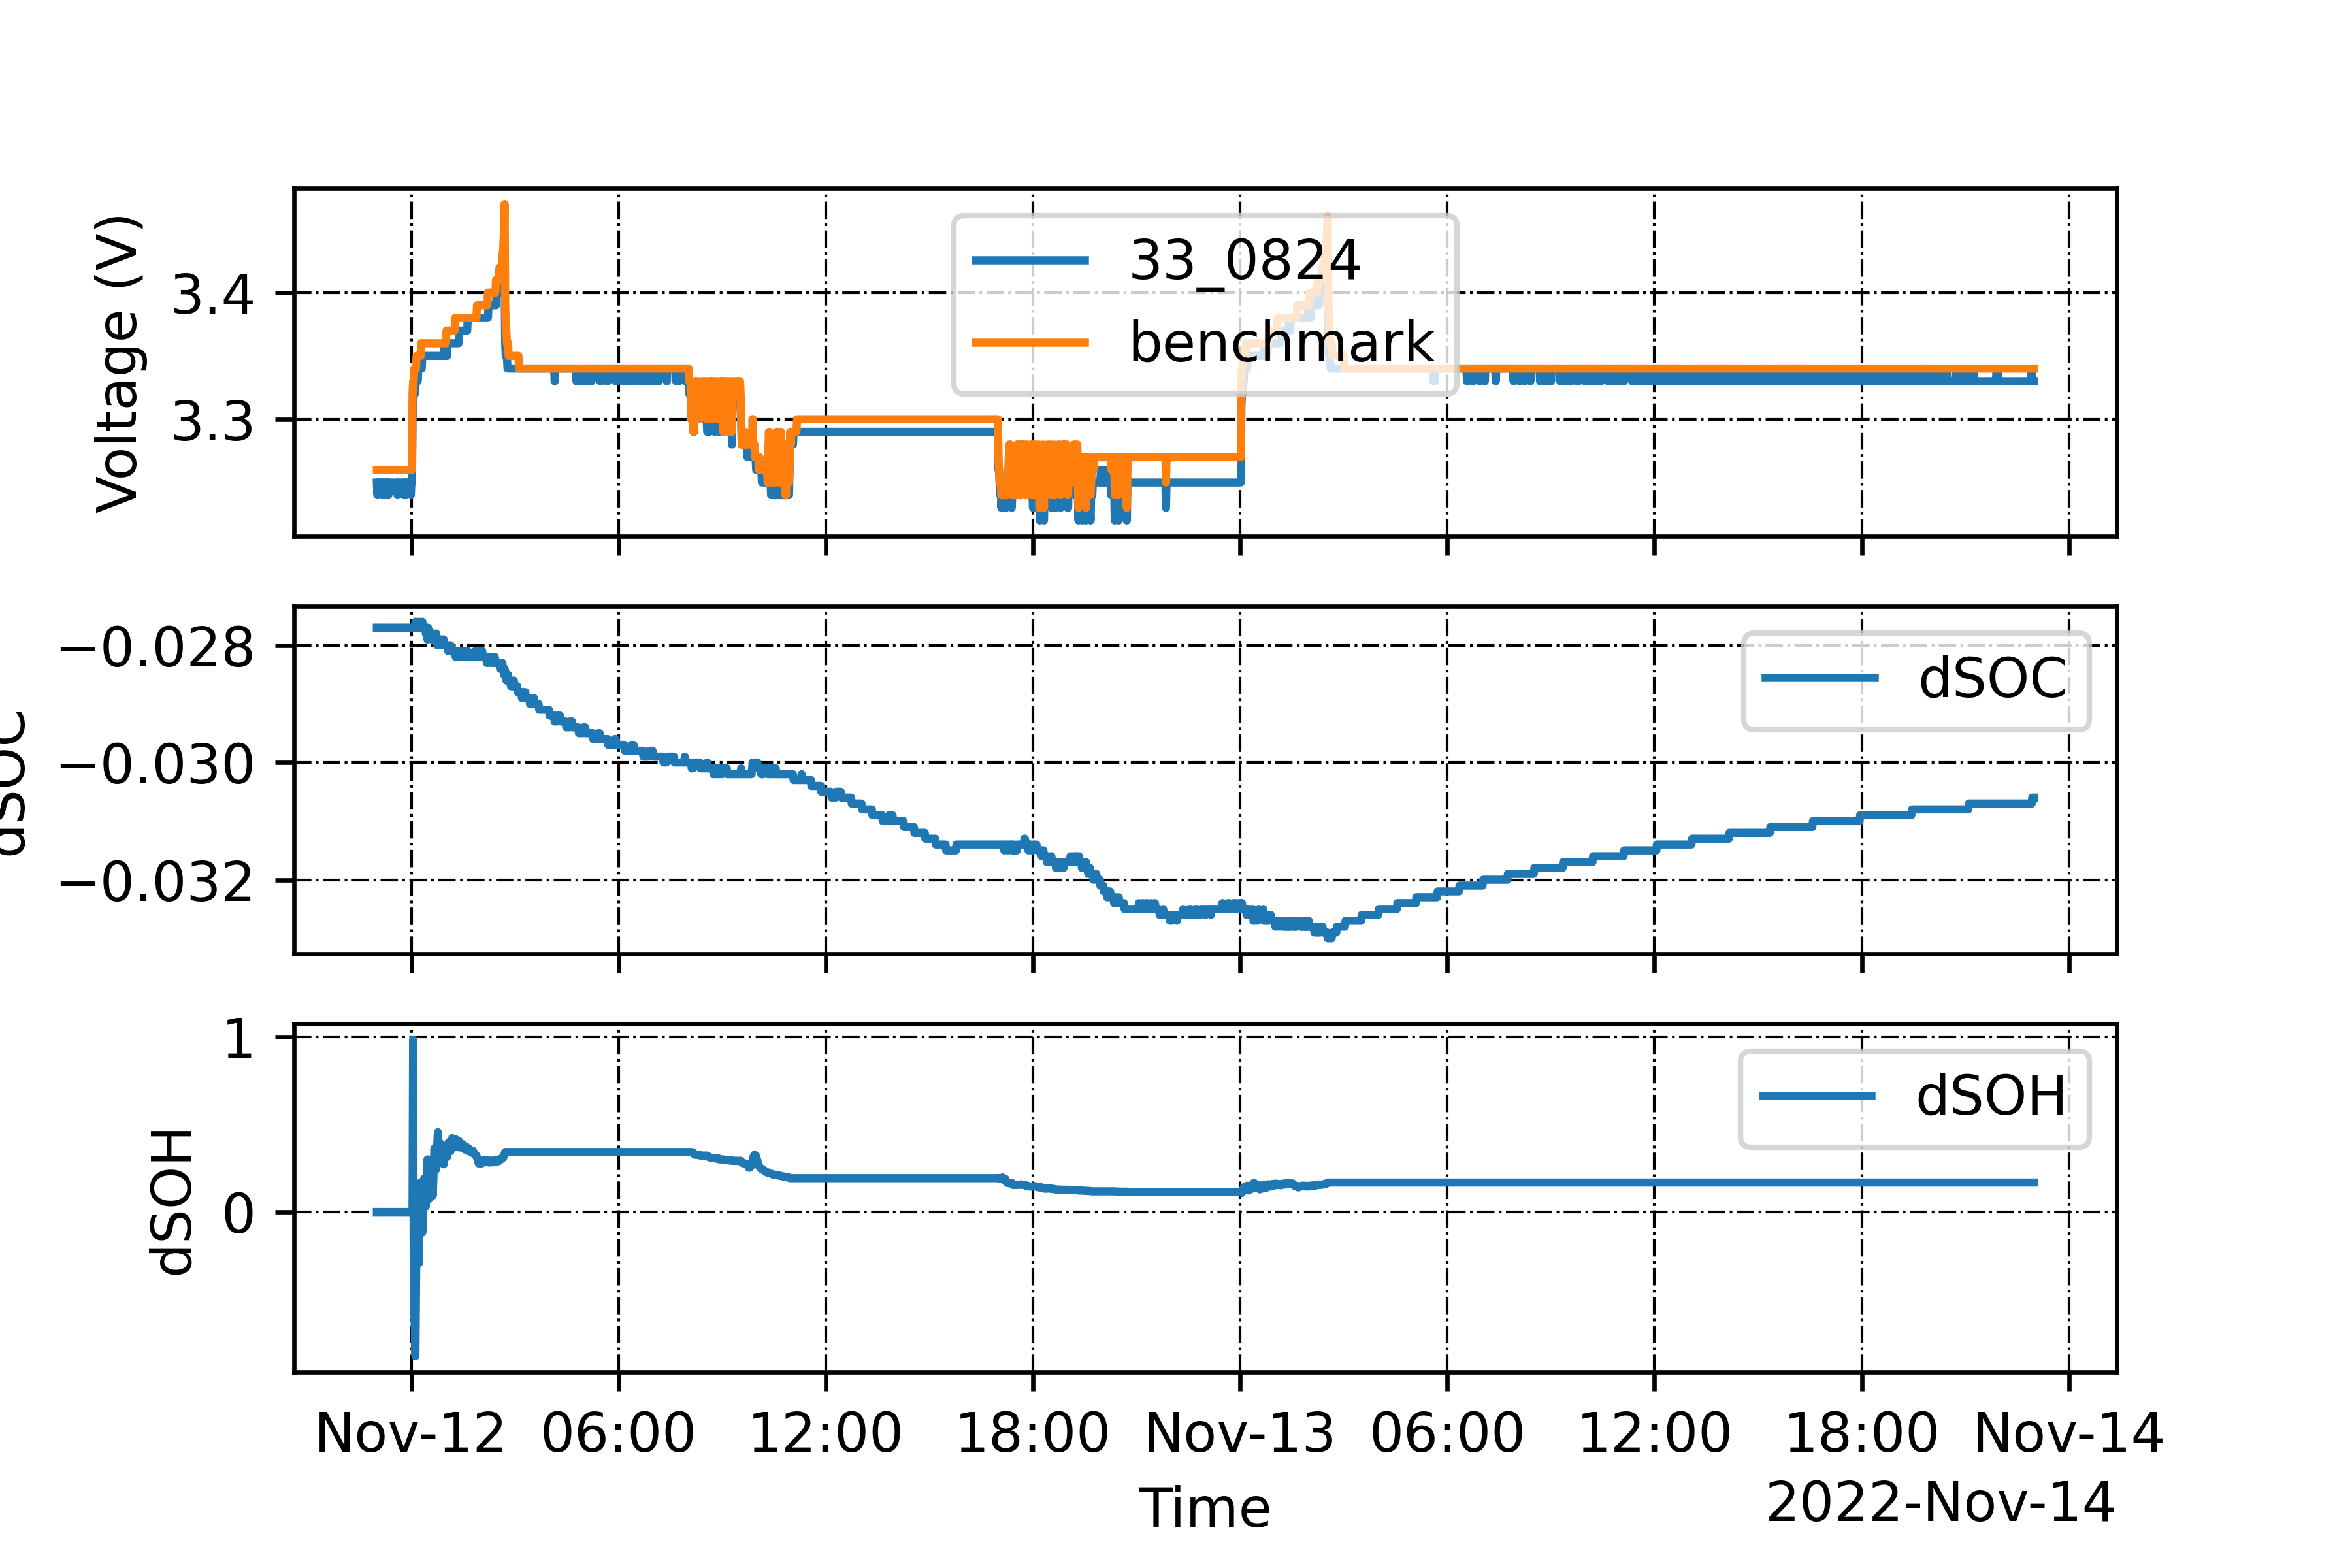 Voltage (V)
3.4
3.3
33_0824
benchmark
dSOC
−0.028
−0.030
−0.032
dSOC
dSOH
1
0
dSOH
Nov-12 06:00 12:00 18:00 Nov-13 06:00 12:00 18:00 Nov-14
Time
2022-Nov-14